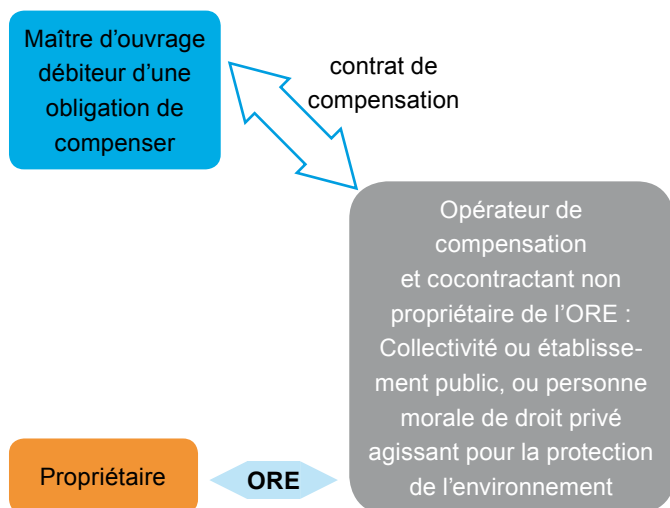 Maître d’ouvrage
débiteur d’une
obligation de
compenser
contrat de
compensation
Opérateur de
compensation
et cocontractant non
propriétaire de l’ORE :
Collectivité ou établisse-
ment public, ou personne
morale de droit privé
agissant pour la protection
de l’environnement
Propriétaire
ORE